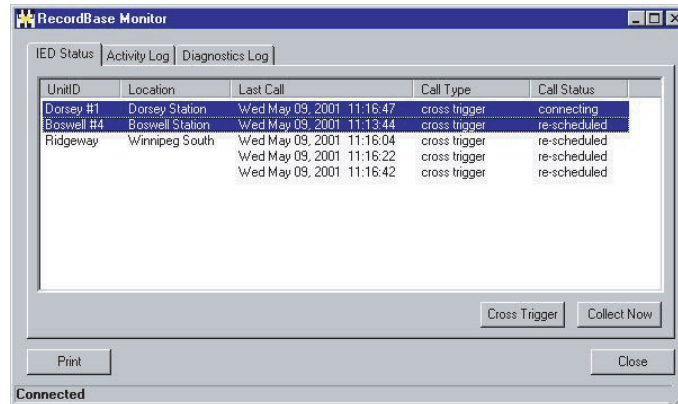 RecordBase Monitor
IED Status Activity Log Diagnostics Log
UnitID Location Last Call Call Type Call Status
Dorsey #1 Dorsey Station Wed May 09, 2001 11:16:47 cross trigger connecting
Boswell #4 Boswell Station Wed May 09, 2001 11:13:44 cross trigger re-scheduled
Ridgeway Winnipeg South Wed May 09, 2001 11:16:04 cross trigger re-scheduled
Wed May 09, 2001 11:16:22 cross trigger re-scheduled
Wed May 09, 2001 11:16:42 cross trigger re-scheduled
Cross Trigger Collect Now
Print Close
Connected